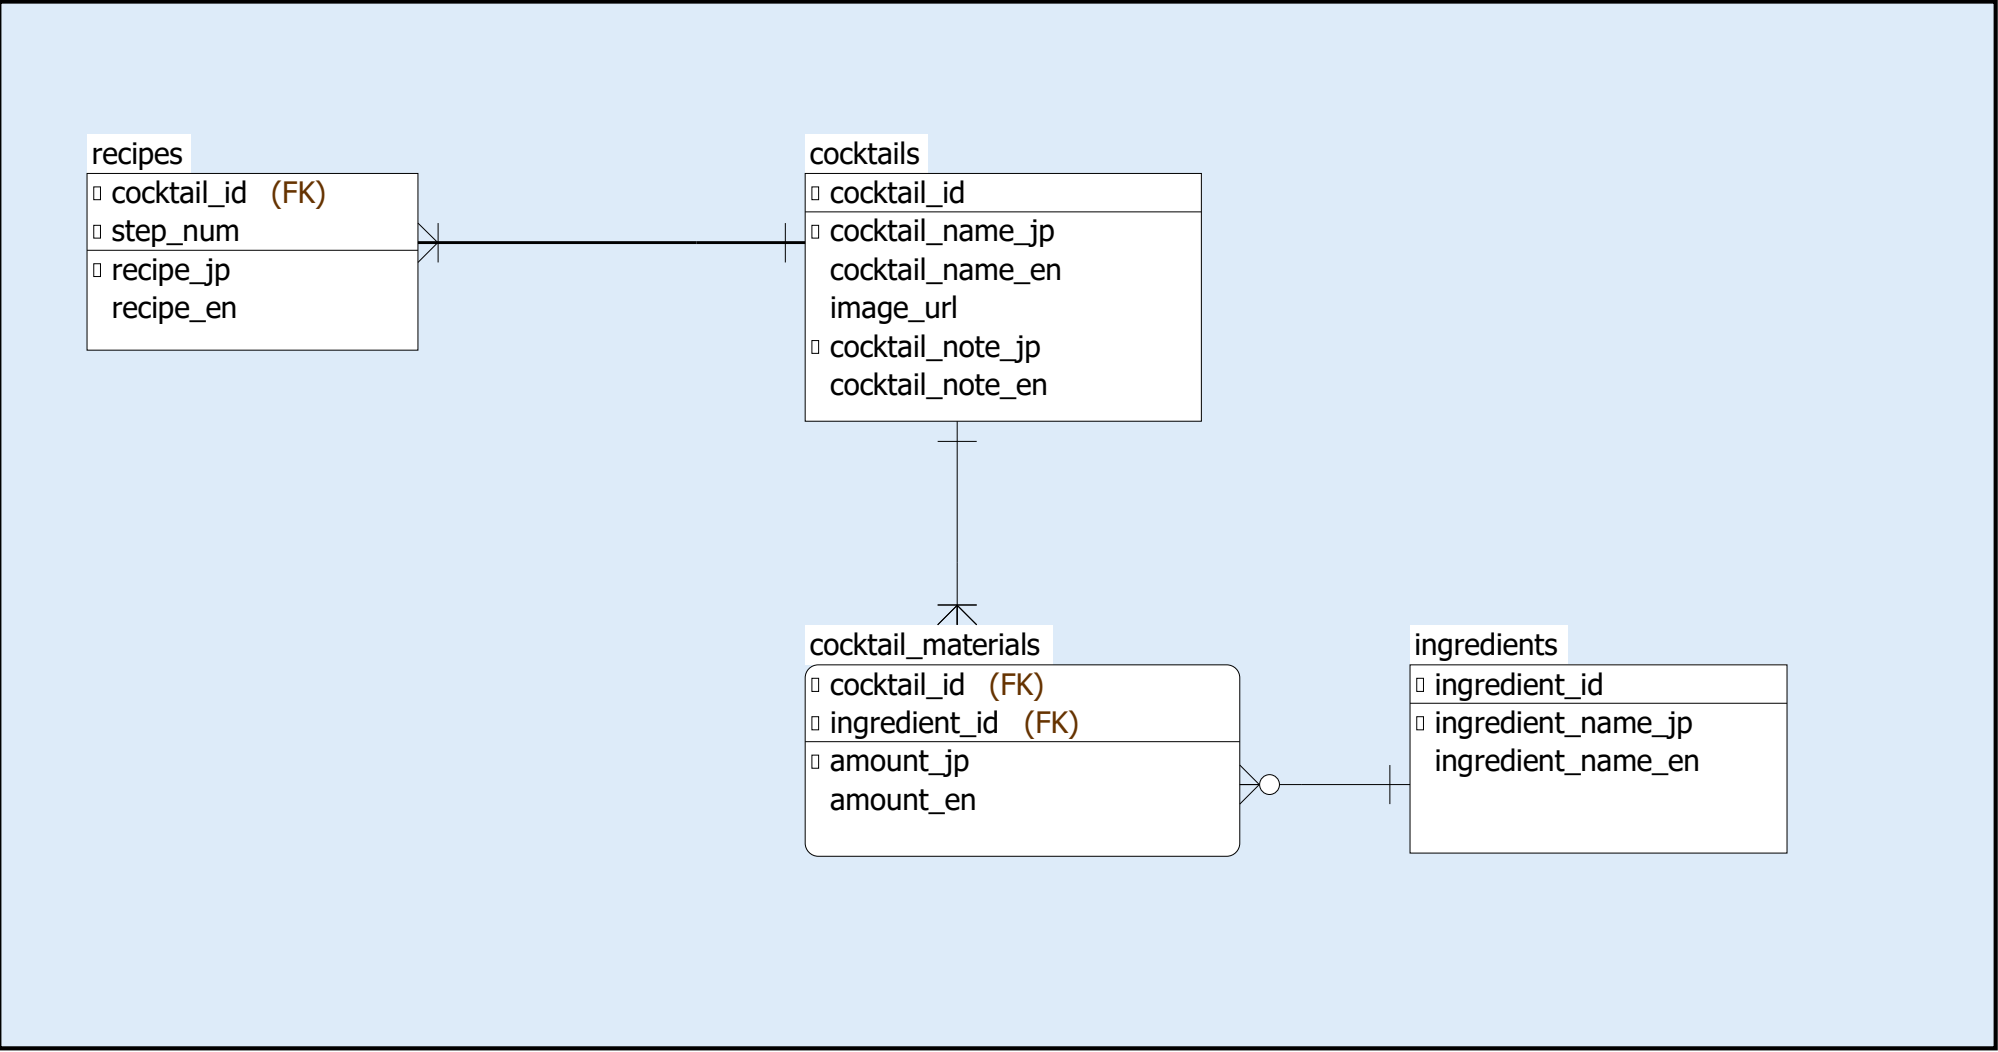 recipes
cocktail_id (FK)
step_num
recipe_jp
recipe_en
cocktails
cocktail_id
cocktail_name_jp
cocktail_name_en
image_url
cocktail_note_jp
cocktail_note_en
cocktail_materials
cocktail_id (FK)
ingredient_id (FK)
amount_jp
amount_en
ingredients
ingredient_id
ingredient_name_jp
ingredient_name_en